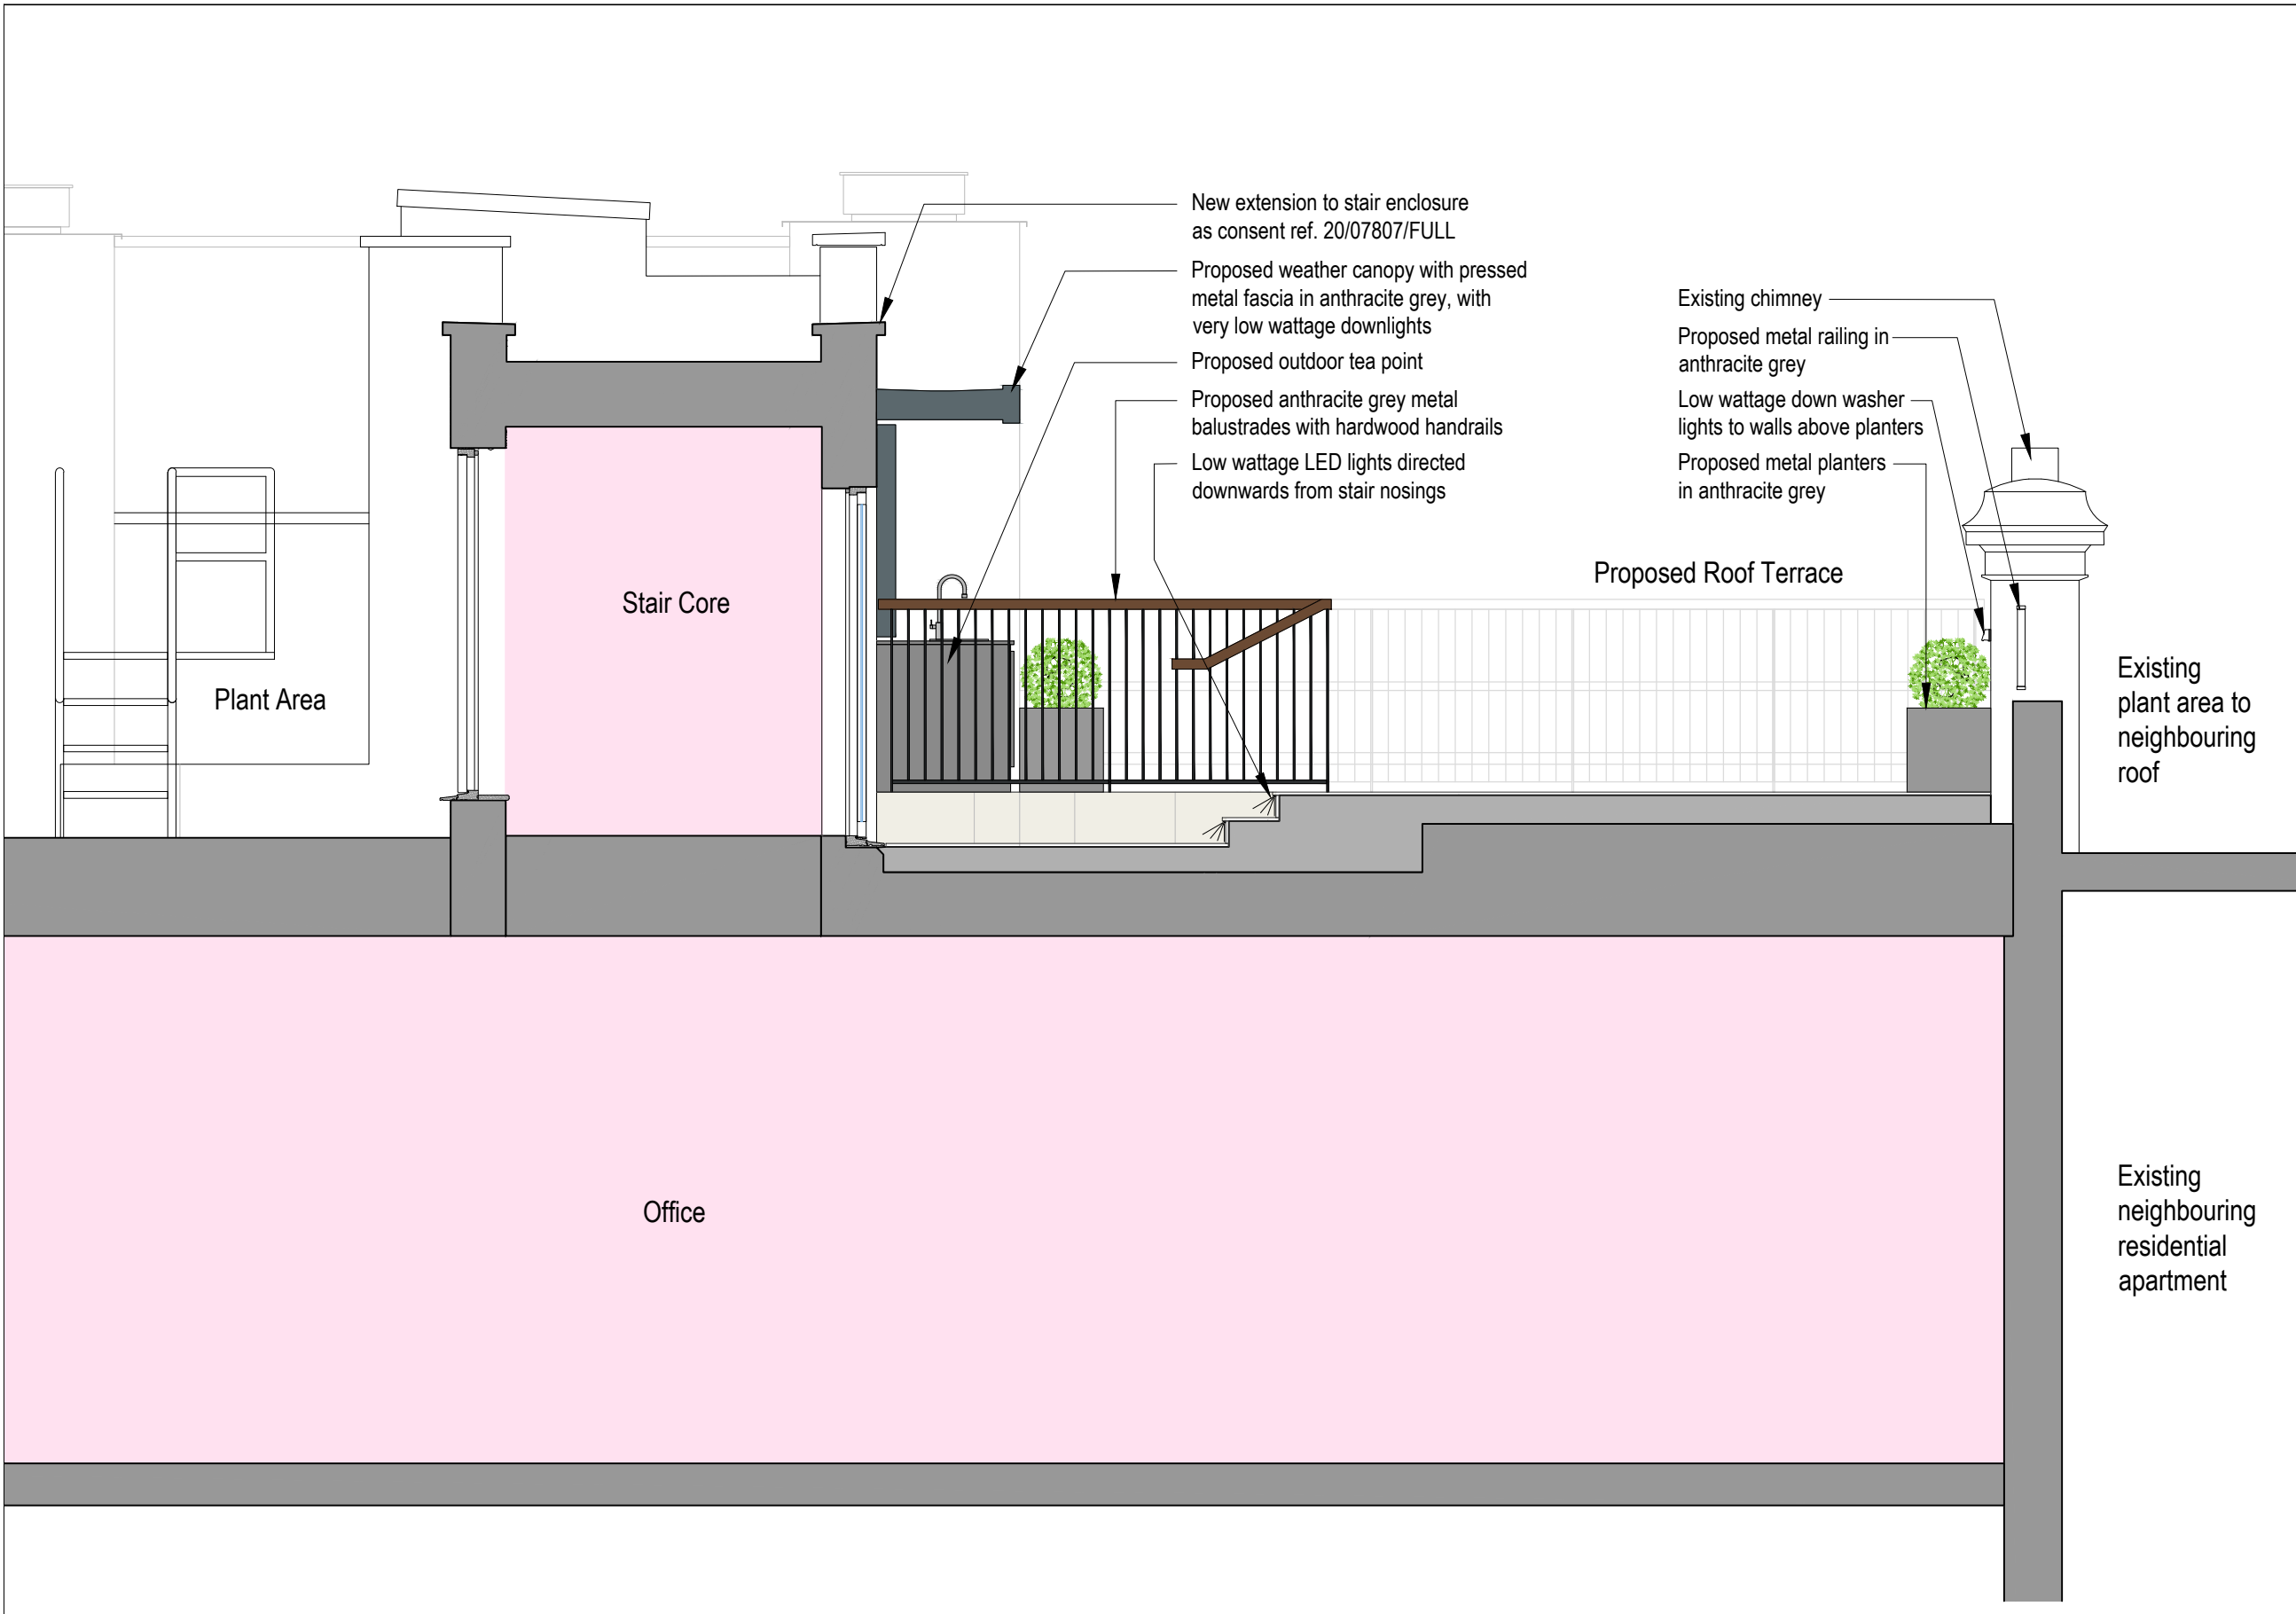 New extension to stair enclosure
as consent ref. 20/07807/FULL
Proposed weather canopy with pressed
metal fascia in anthracite grey, with
very low wattage downlights
Proposed outdoor tea point
Proposed anthracite grey metal
balustrades with hardwood handrails
Low wattage LED lights directed
downwards from stair nosings
Existing chimney
Proposed metal railing in
anthracite grey
Low wattage down washer
lights to walls above planters
Proposed metal planters
in anthracite grey
Proposed Roof Terrace
Stair Core
Plant Area
Existing
plant area to
neighbouring
roof
Office
Existing
neighbouring
residential
apartment